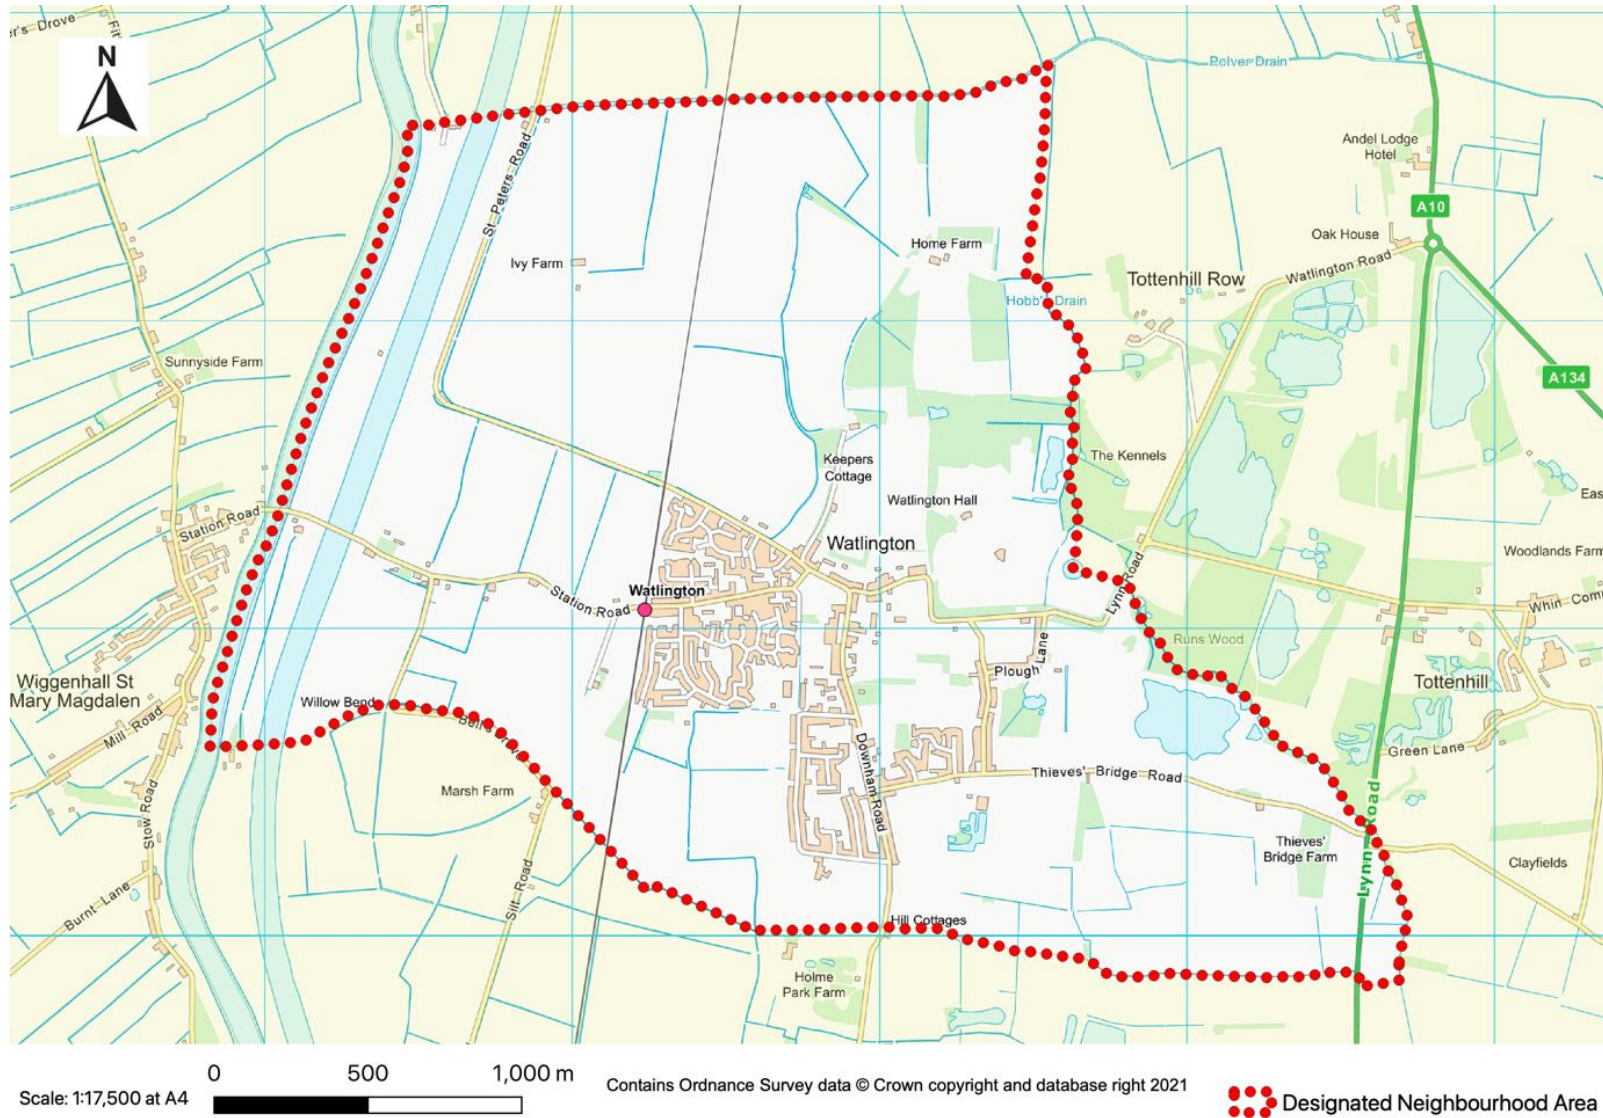 er's Drove
N
Polver Drain
Andel Lodge
Hotel
A10
St. Peters Road
Oak House
Home Farm
Watlington Road
Ivy Farm
Tottenhill Row
Sunnyside Farm
A134
The Kennels
Keepers
Cottage
Watlington Hall
Station Road
Watlington
Woodlands Farm
Watlington
Station Road
Lynn Road
Whin Comm
Runs Wood
Plough Lane
Wiggenhall St
Mary Magdalen
Tottenhill
Willow Bend
Mill Road
Green Lane
Downham Road
Thieves' Bridge Road
Marsh Farm
Stow Road
Lynn Road
Thieves'
Bridge Farm
Clayfields
Silt Road
Burnt Lane
Hill Cottages
Holme
Park Farm
0 500 1,000 m
Scale: 1:17,500 at A4
Contains Ordnance Survey data © Crown copyright and database right 2021
Designated Neighbourhood Area